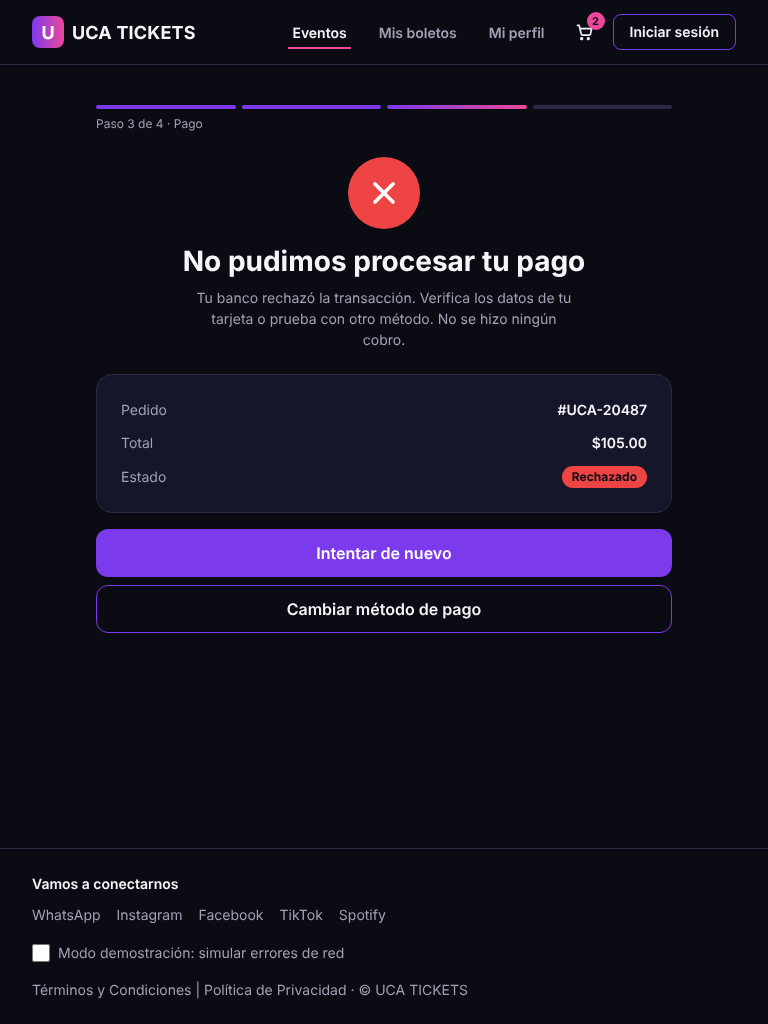 U UCA TICKETS Eventos Mis boletos Mi perfil 2 Iniciar sesión
Paso 3 de 4 · Pago
No pudimos procesar tu pago
Tu banco rechazó la transacción. Verifica los datos de tu
tarjeta o prueba con otro método. No se hizo ningún
cobro.
Pedido #UCA-20487
Total $105.00
Estado Rechazado
Intentar de nuevo
Cambiar método de pago
Vamos a conectarnos
WhatsApp Instagram Facebook TikTok Spotify
Modo demostración: simular errores de red
Términos y Condiciones | Política de Privacidad · © UCA TICKETS